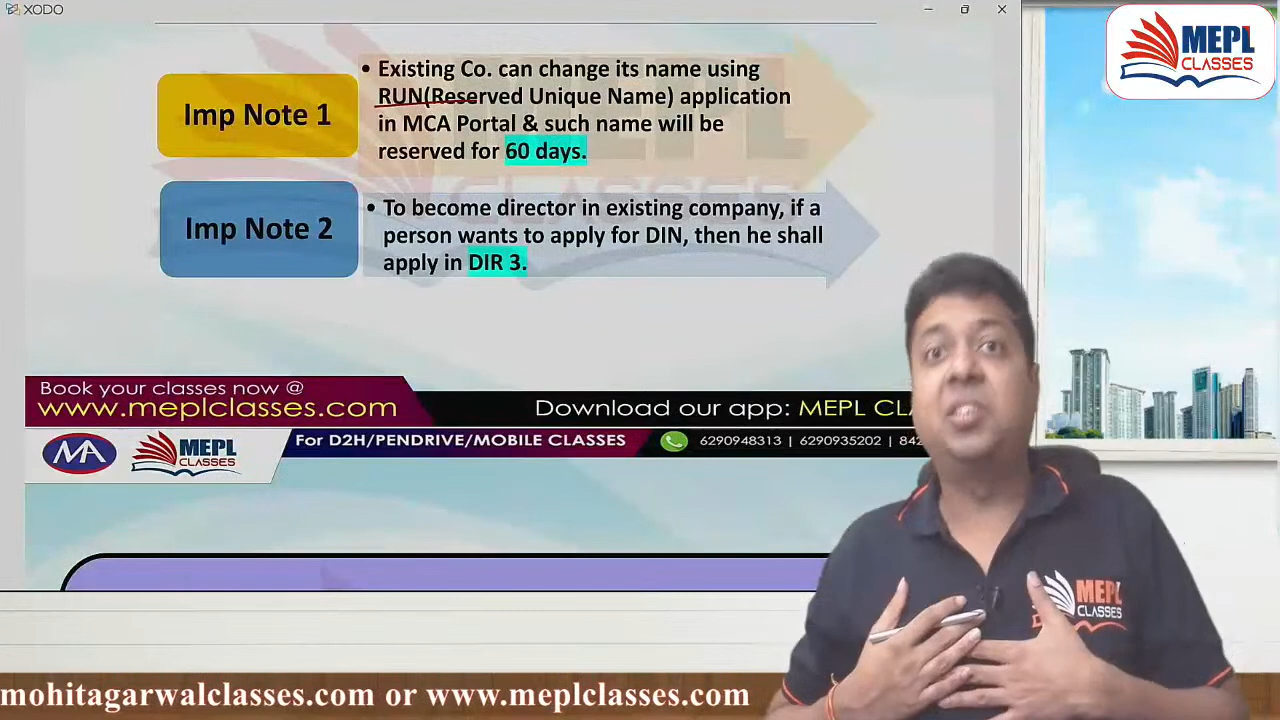 XODO
MEPL
CLASSES
Imp Note 1
• Existing Co. can change its name using
RUN(Reserved Unique Name) application
in MCA Portal & such name will be
reserved for 60 days.
Imp Note 2
• To become director in existing company, if a
person wants to apply for DIN, then he shall
apply in DIR 3.
Book your classes now @
www.meplclasses.com
Download our app: MEPL CLA
MA
MEPL
CLASSES
For D2H/PENDRIVE/MOBILE CLASSES
6290948313 | 6290935202 | 842
MEPL
CLASSES
mohitagarwalclasses.com or www.meplclasses.com